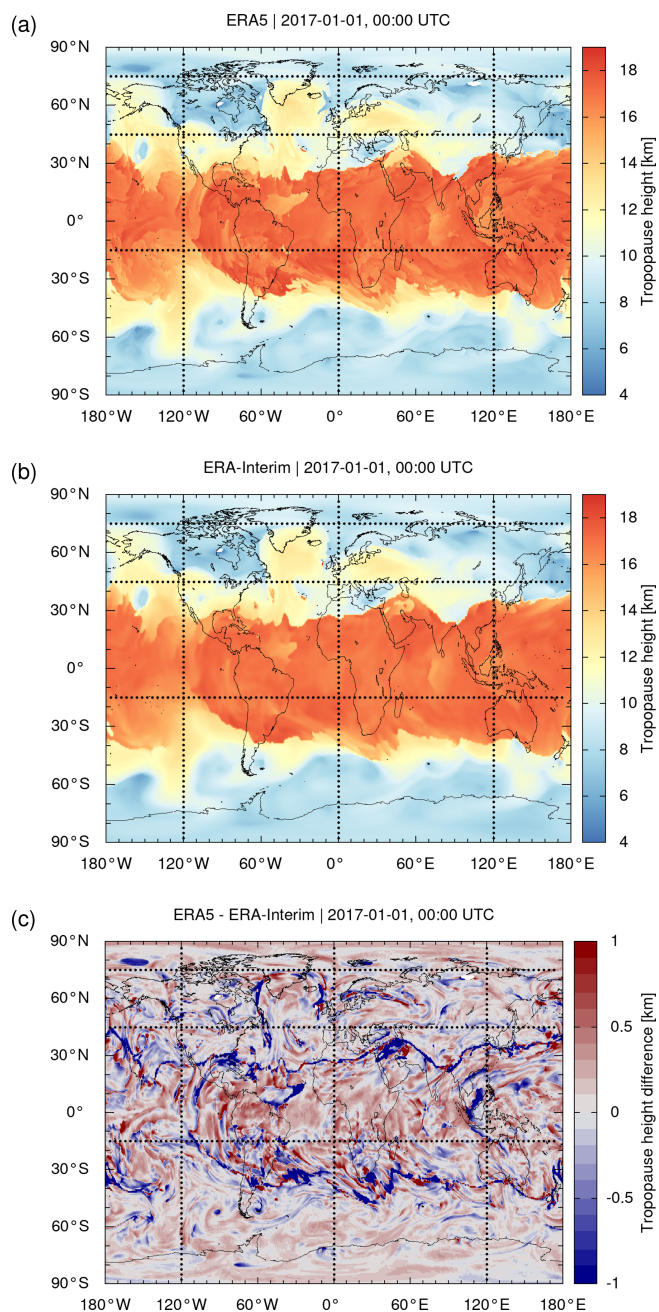 (a)
ERA5 | 2017-01-01, 00:00 UTC
90°N
60°N
30°N
0°
30°S
60°S
90°S
180°W 120°W 60°W 0° 60°E 120°E 180°E
18
16
14
12
10
8
6
4
Tropopause height [km]
(b)
ERA-Interim | 2017-01-01, 00:00 UTC
90°N
60°N
30°N
0°
30°S
60°S
90°S
180°W 120°W 60°W 0° 60°E 120°E 180°E
18
16
14
12
10
8
6
4
Tropopause height [km]
(c)
ERA5 - ERA-Interim | 2017-01-01, 00:00 UTC
90°N
60°N
30°N
0°
30°S
60°S
90°S
180°W 120°W 60°W 0° 60°E 120°E 180°E
1
0.5
0
-0.5
-1
Tropopause height difference [km]